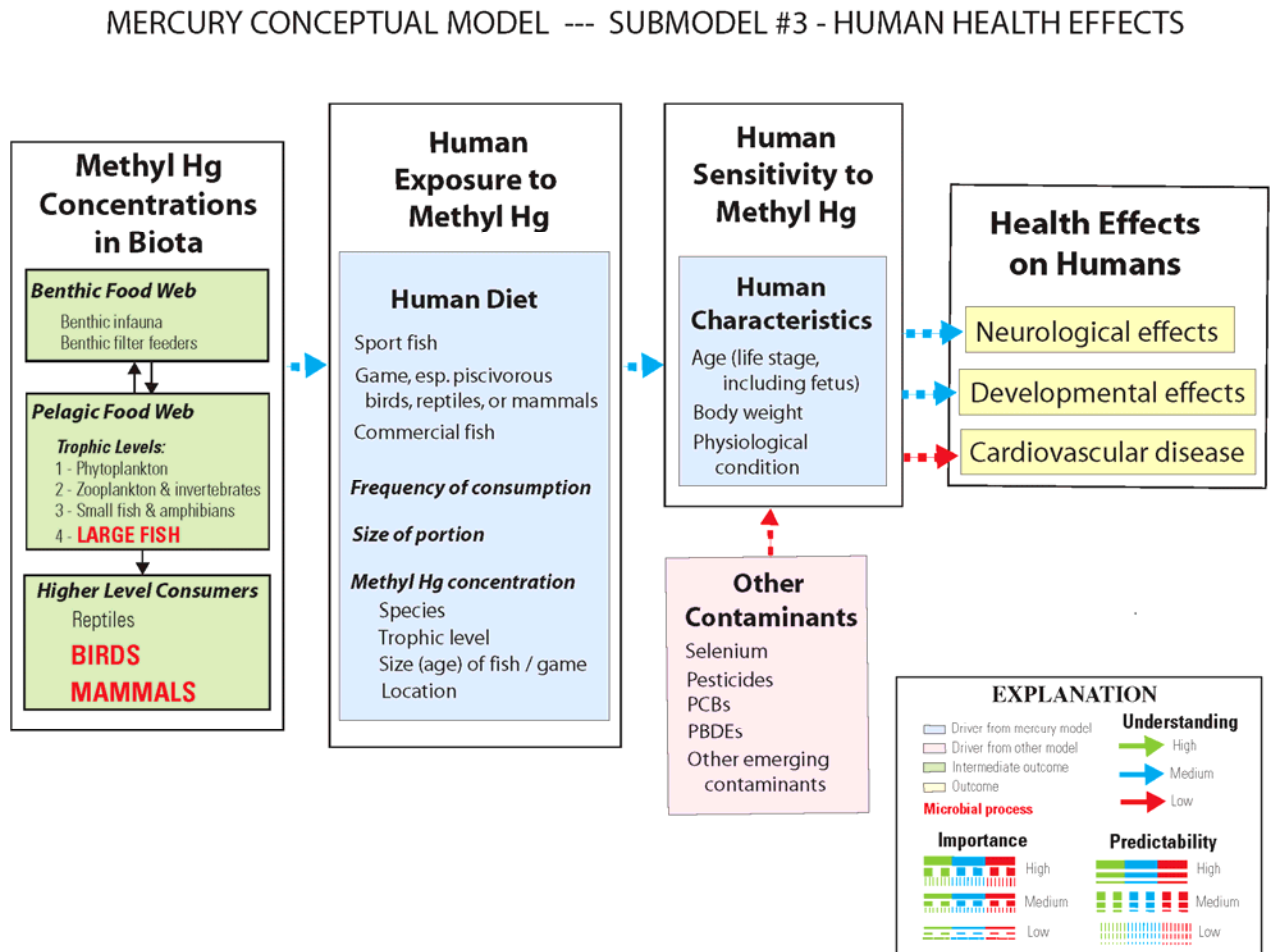 MERCURY CONCEPTUAL MODEL --- SUBMODEL #3 - HUMAN HEALTH EFFECTS
Methyl Hg
Concentrations
in Biota
Benthic Food Web
Benthic infauna
Benthic filter feeders
Pelagic Food Web
Trophic Levels:
1 - Phytoplankton
2 - Zooplankton & invertebrates
3 - Small fish & amphibians
4 - LARGE FISH
Higher Level Consumers
Reptiles
BIRDS
MAMMALS
Human
Exposure to
Methyl Hg
Human Diet
Sport fish
Game, esp. piscivorous
birds, reptiles, or mammals
Commercial fish
Frequency of consumption
Size of portion
Methyl Hg concentration
Species
Trophic level
Size (age) of fish / game
Location
Human
Sensitivity to
Methyl Hg
Human
Characteristics
Age (life stage,
including fetus)
Body weight
Physiological
condition
Other
Contaminants
Selenium
Pesticides
PCBs
PBDEs
Other emerging
contaminants
Health Effects
on Humans
Neurological effects
Developmental effects
Cardiovascular disease
EXPLANATION
Driver from mercury model
Driver from other model
Intermediate outcome
Outcome
Microbial process
Understanding
High
Medium
Low
Importance
High
Medium
Low
Predictability
High
Medium
Low